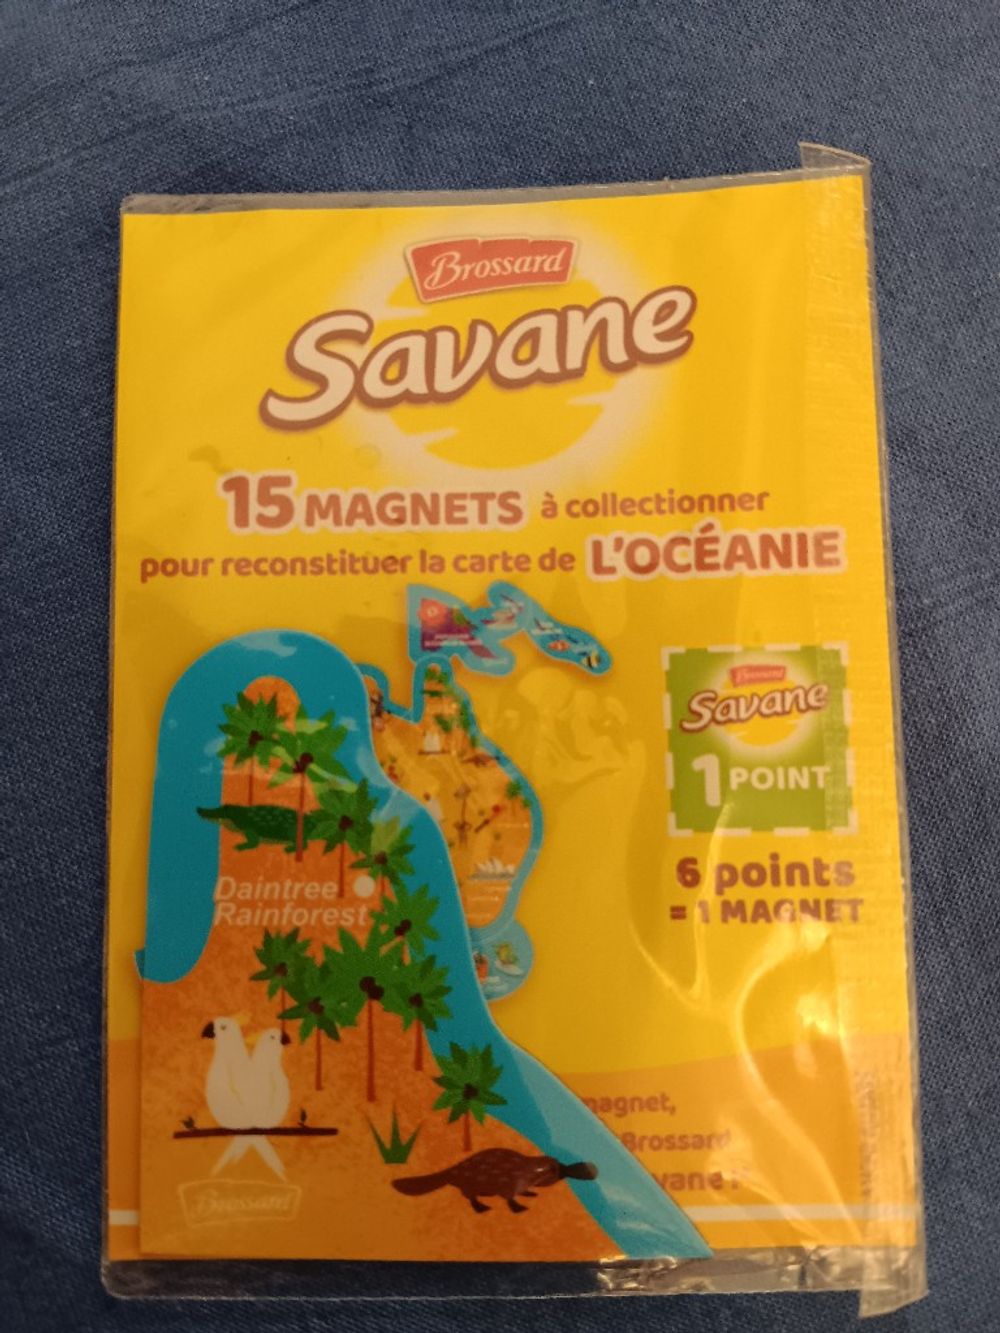 Brossard
Savane
15 MAGNETS à collectionner
pour reconstituer la carte de L'OCÉANIE
Brossard
Savane
1 POINT
6 points
= 1 MAGNET
Daintree
Rainforest
magnet,
Brossard
Brossard